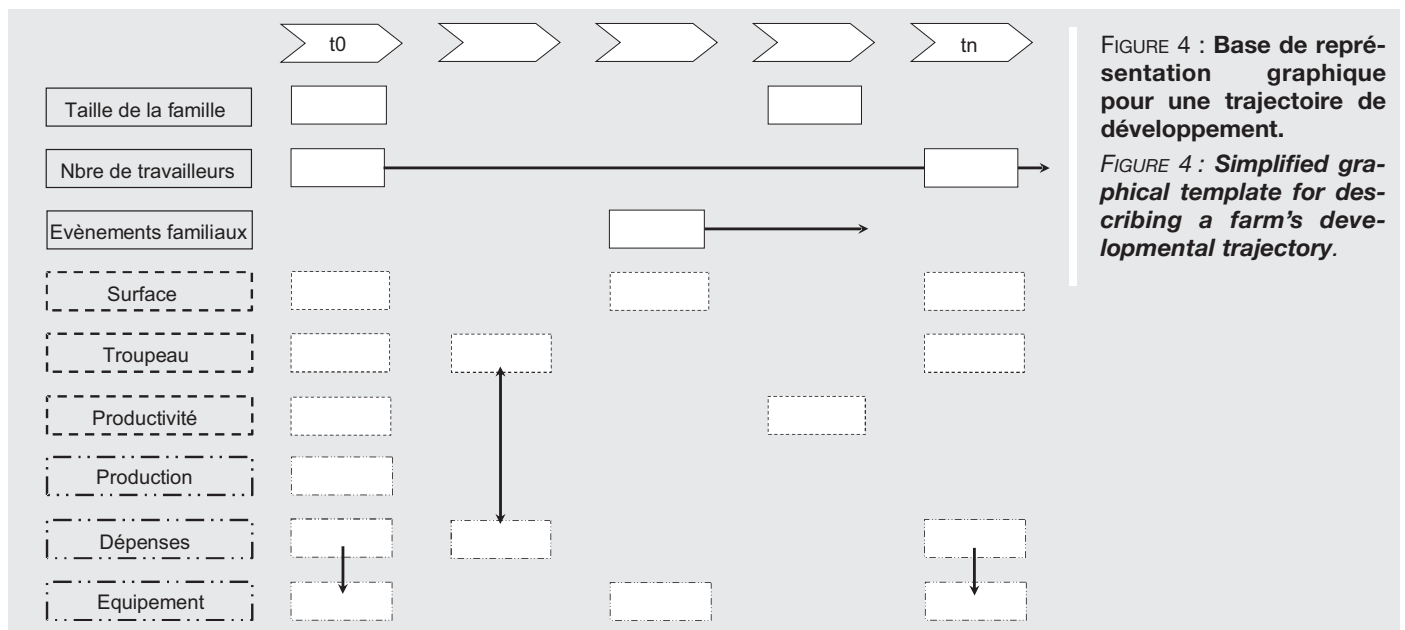 t0
tn
Taille de la famille
Nbre de travailleurs
Evènements familiaux
Surface
Troupeau
Productivité
Production
Dépenses
Equipement
FIGURE 4 : Base de repré-
sentation graphique
pour une trajectoire de
développement.
FIGURE 4 : Simplified gra-
phical template for des-
cribing a farm's deve-
lopmental trajectory.